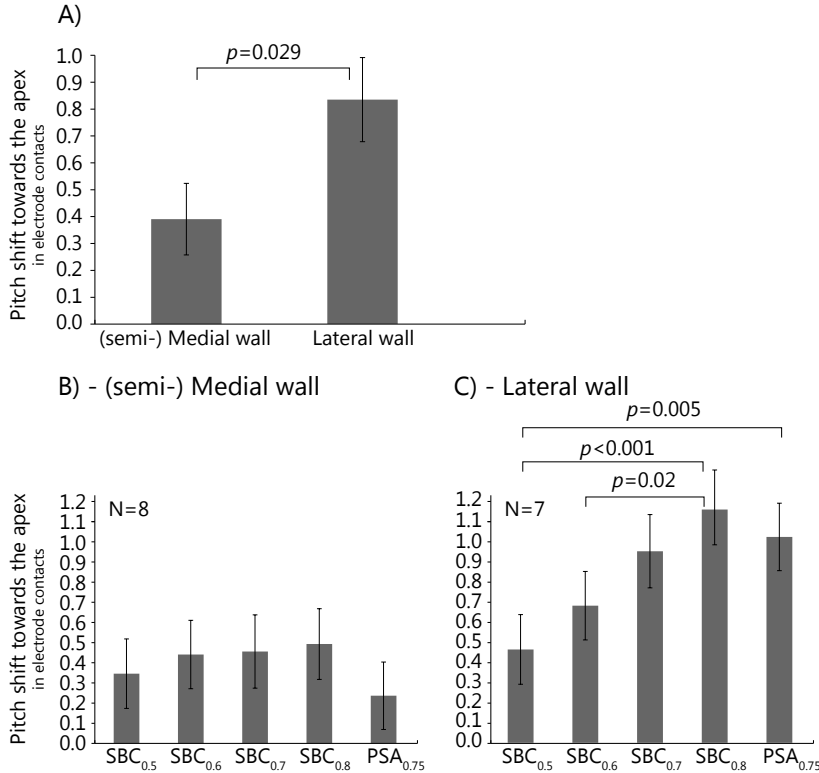 A)
p=0.029
Pitch shift towards the apex
in electrode contacts
1.0
0.9
0.8
0.7
0.6
0.5
0.4
0.3
0.2
0.1
0.0
(semi-) Medial wall Lateral wall
B) - (semi-) Medial wall
Pitch shift towards the apex
in electrode contacts
N=8
1.2
1.1
1.0
0.9
0.8
0.7
0.6
0.5
0.4
0.3
0.2
0.1
0.0
SBC0.5 SBC0.6 SBC0.7 SBC0.8 PSA0.75
C) - Lateral wall
p=0.005
p<0.001
p=0.02
N=7
1.2
1.1
1.0
0.9
0.8
0.7
0.6
0.5
0.4
0.3
0.2
0.1
0.0
SBC0.5 SBC0.6 SBC0.7 SBC0.8 PSA0.75